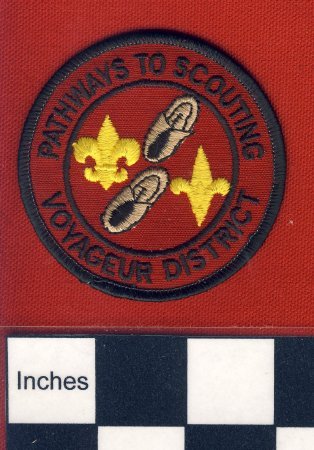 PATHWAYS TO SCOUTING
VOYAGEUR DISTRICT
Inches